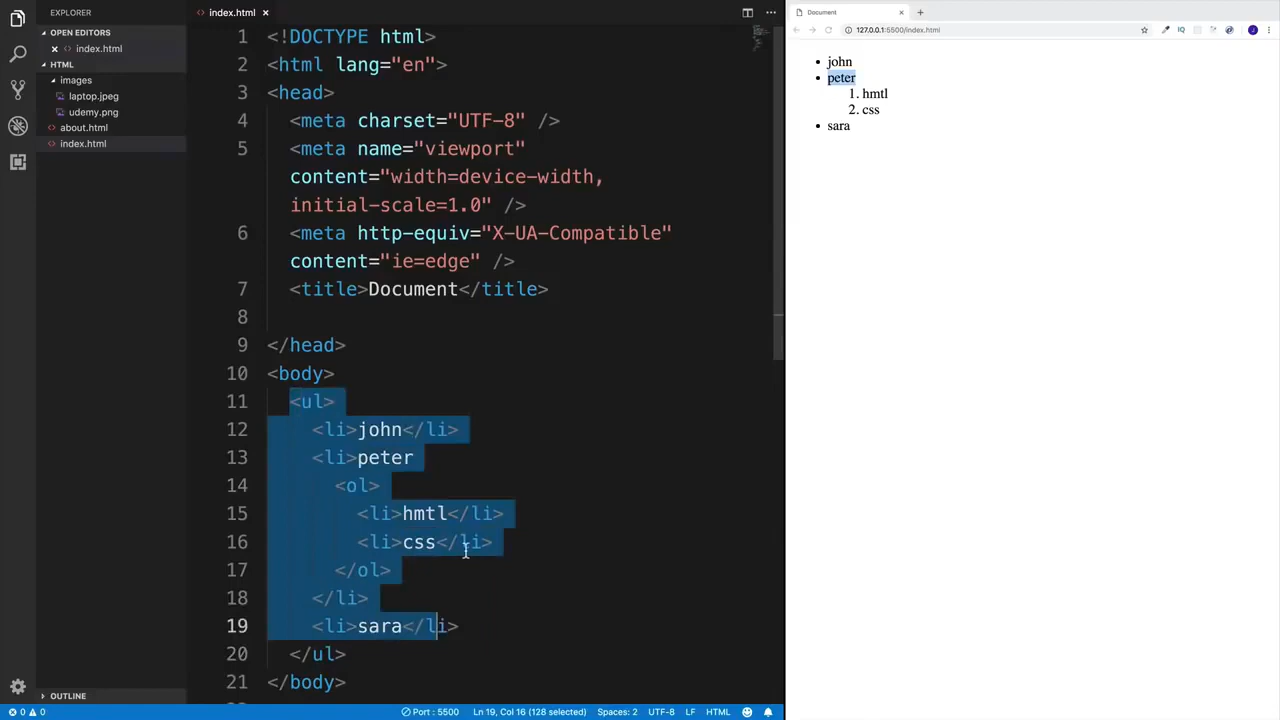 EXPLORER
OPEN EDITORS
index.html
HTML
images
laptop.jpeg
udemy.png
about.html
index.html
OUTLINE
index.html
1 <!DOCTYPE html>
2 <html lang="en">
3 <head>
4 <meta charset="UTF-8" />
5 <meta name="viewport"
content="width=device-width,
initial-scale=1.0" />
6 <meta http-equiv="X-UA-Compatible"
content="ie=edge" />
7 <title>Document</title>
8
9 </head>
10 <body>
11 <ul>
12 <li>john</li>
13 <li>peter
14 <ol>
15 <li>hmtl</li>
16 <li>css</li>
17 </ol>
18 </li>
19 <li>sara</li>
20 </ul>
21 </body>
0 0
Port : 5500
Ln 19, Col 16 (128 selected)
Spaces: 2
UTF-8
LF
HTML
Document
127.0.0.1:5500/index.html
IQ
J
• john
• peter
1. hmtl
2. css
• sara